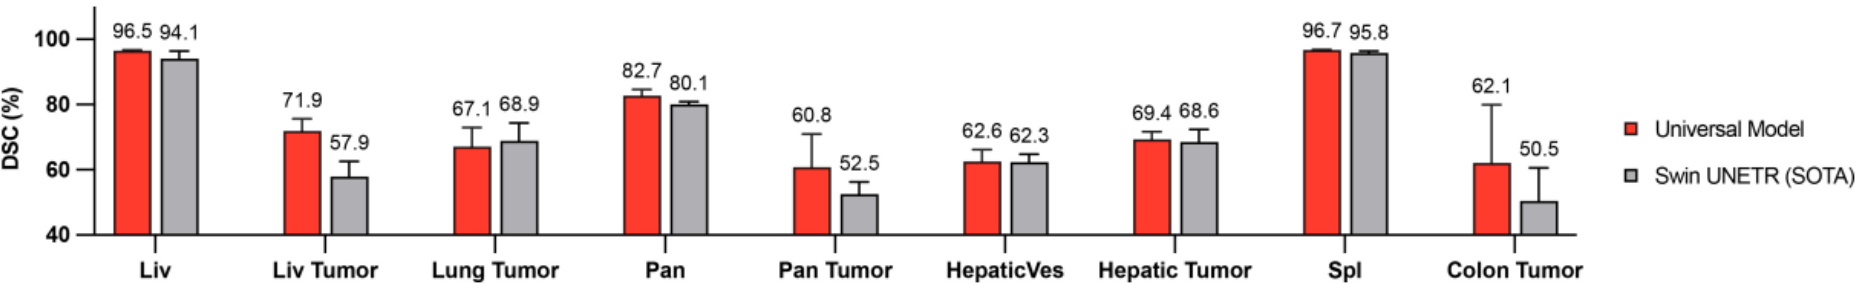 DSC (%)
100
80
60
40
96.5 94.1
71.9 57.9
67.1 68.9
82.7 80.1
60.8 52.5
62.6 62.3
69.4 68.6
96.7 95.8
62.1 50.5
Liv
Liv Tumor
Lung Tumor
Pan
Pan Tumor
HepaticVes
Hepatic Tumor
Spl
Colon Tumor
Universal Model
Swin UNETR (SOTA)